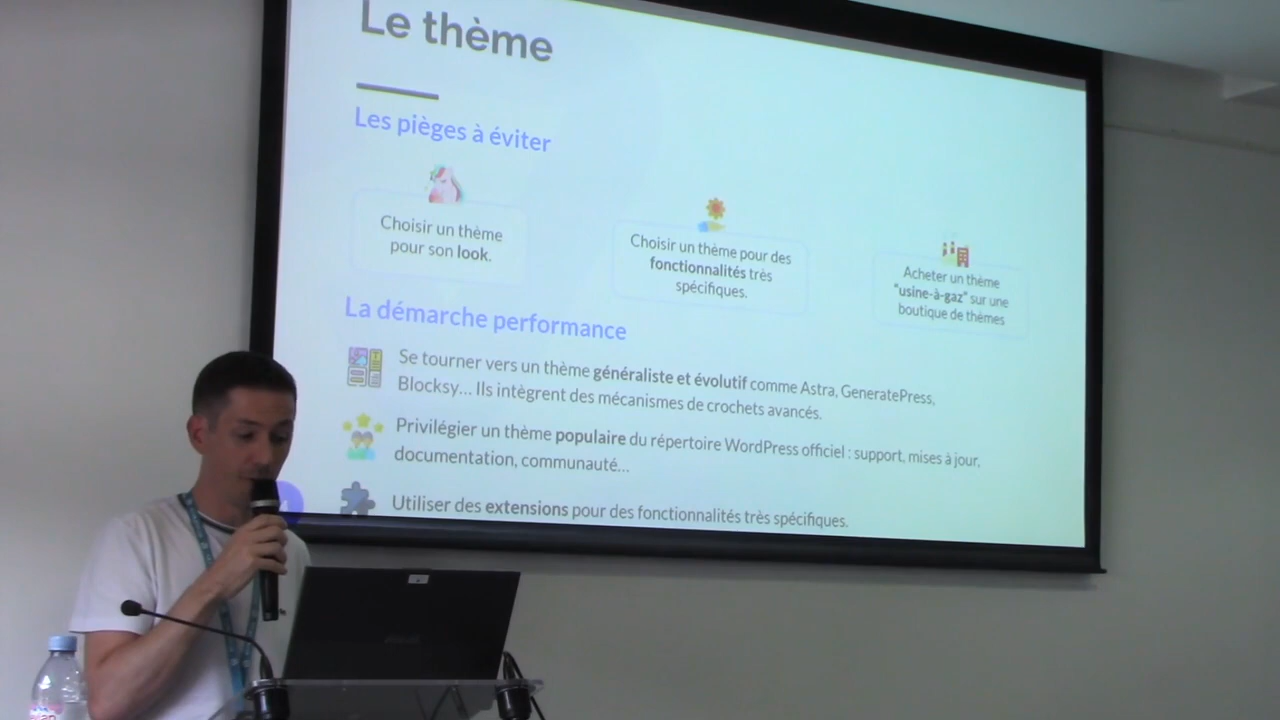 Le thème
Les pièges à éviter
Choisir un thème
pour son look.
Choisir un thème pour des
fonctionnalités très
spécifiques.
Acheter un thème
"usine-à-gaz" sur une
boutique de thèmes
La démarche performance
Se tourner vers un thème généraliste et évolutif comme Astra, GeneratePress,
Blocksy... Ils intègrent des mécanismes de crochets avancés.
Privilégier un thème populaire du répertoire WordPress officiel : support, mises à jour,
documentation, communauté...
Utiliser des extensions pour des fonctionnalités très spécifiques.